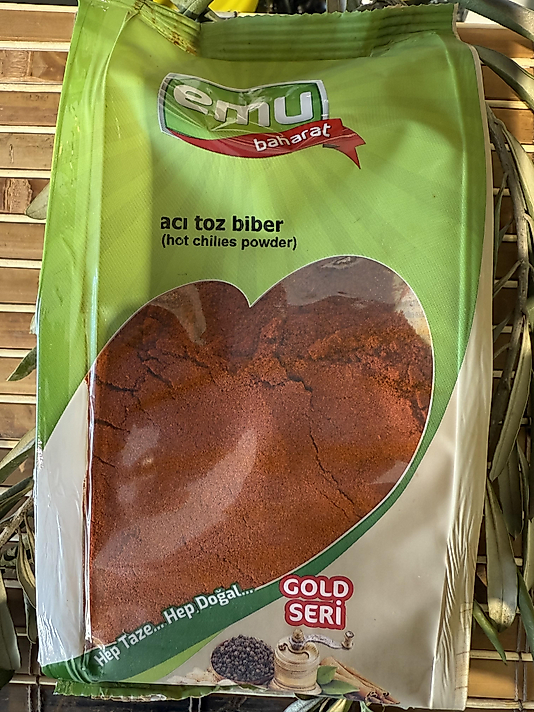 emu
baharat
acı toz biber
(hot chilies powder)
Hep Taze... Hep Doğal...
GOLD
SERİ